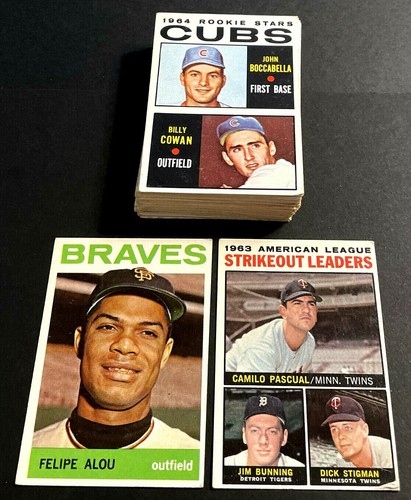 1964 ROOKIE STARS
CUBS
JOHN
BOCCABELLA
FIRST BASE
BILLY
COWAN
OUTFIELD
BRAVES
SF
FELIPE ALOU
outfield
1963 AMERICAN LEAGUE
STRIKEOUT LEADERS
CAMILO PASCUAL/MINN. TWINS
JIM BUNNING
DETROIT TIGERS
DICK STIGMAN
MINNESOTA TWINS